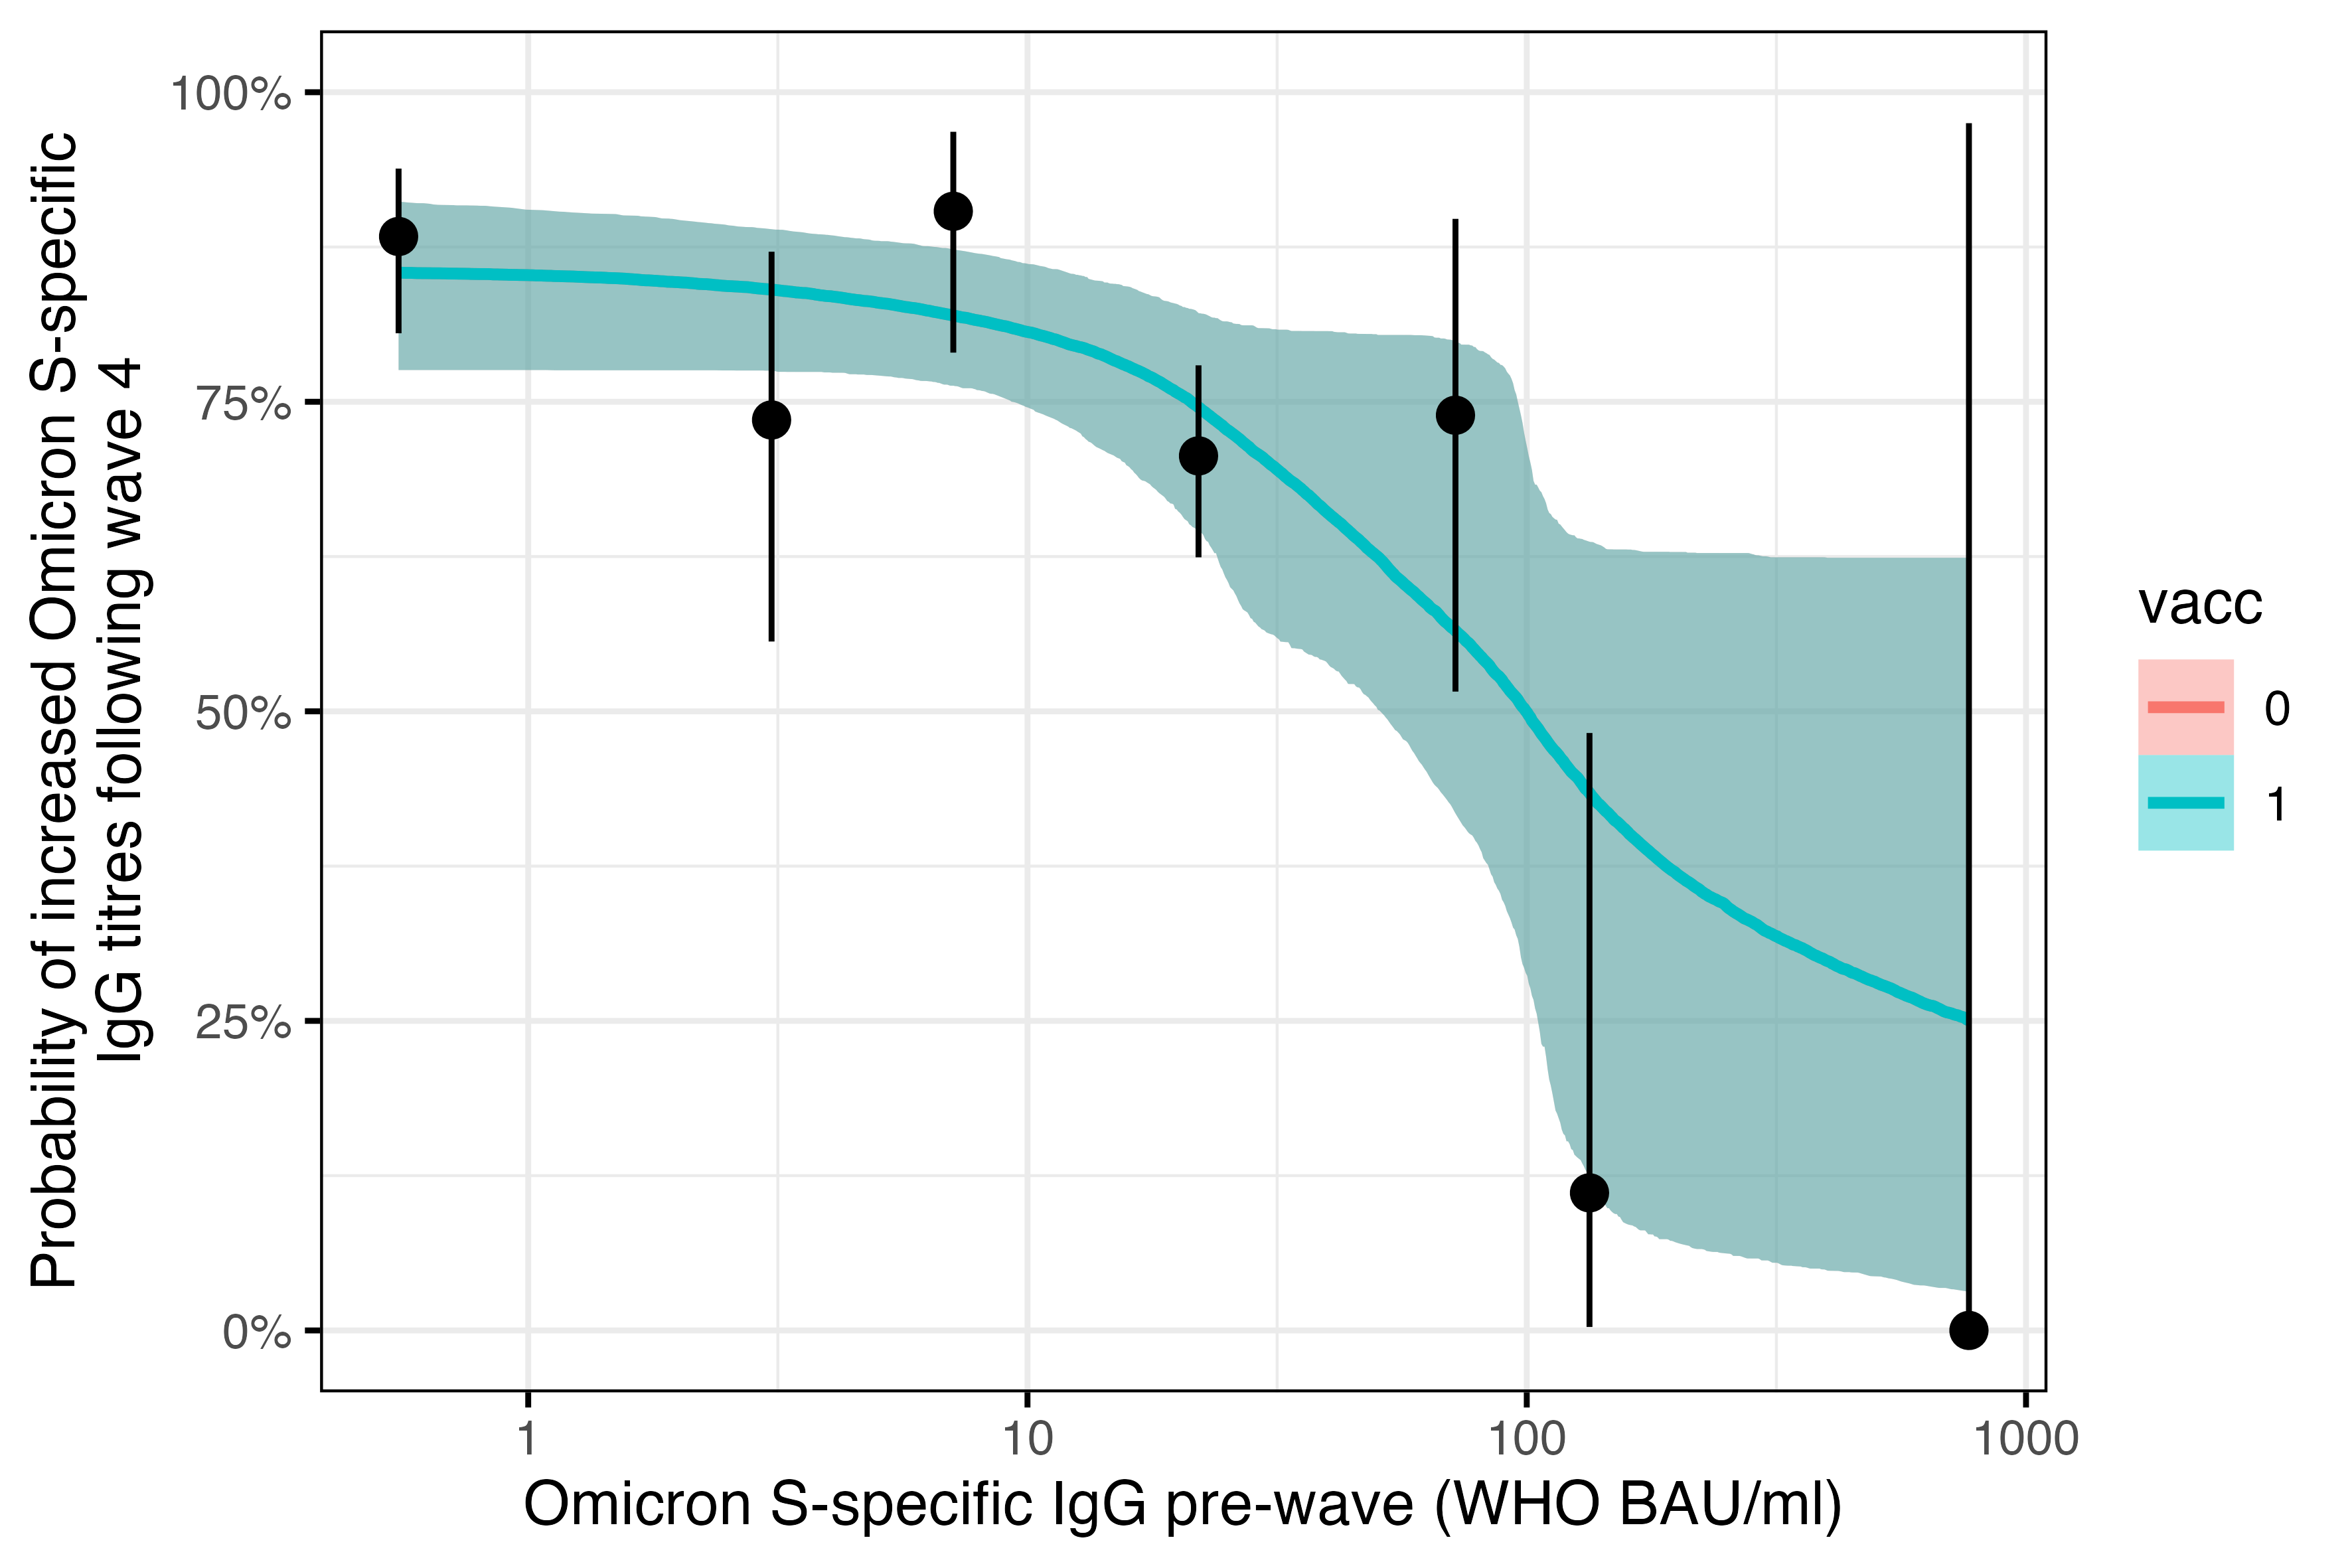 Probability of increased Omicron S-specific
IgG titres following wave 4
100%
75%
50%
25%
0%
1
10
100
1000
Omicron S-specific IgG pre-wave (WHO BAU/ml)
vacc
0
1